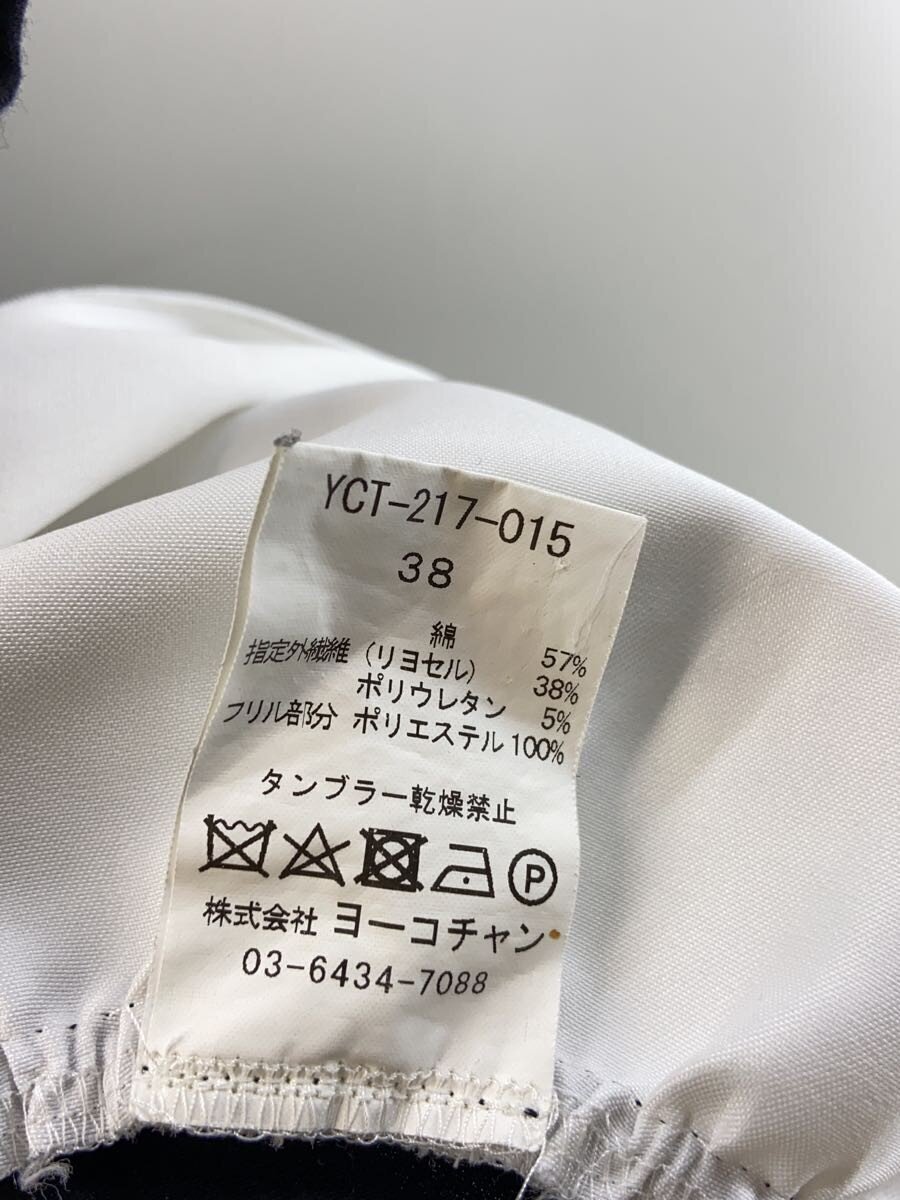 YCT-217-015
38
綿 57%
指定外繊維 (リヨセル) 38%
ポリウレタン 5%
フリル部分 ポリエステル 100%
タンブラー乾燥禁止
P
株式会社 ヨーコチャン
03-6434-7088